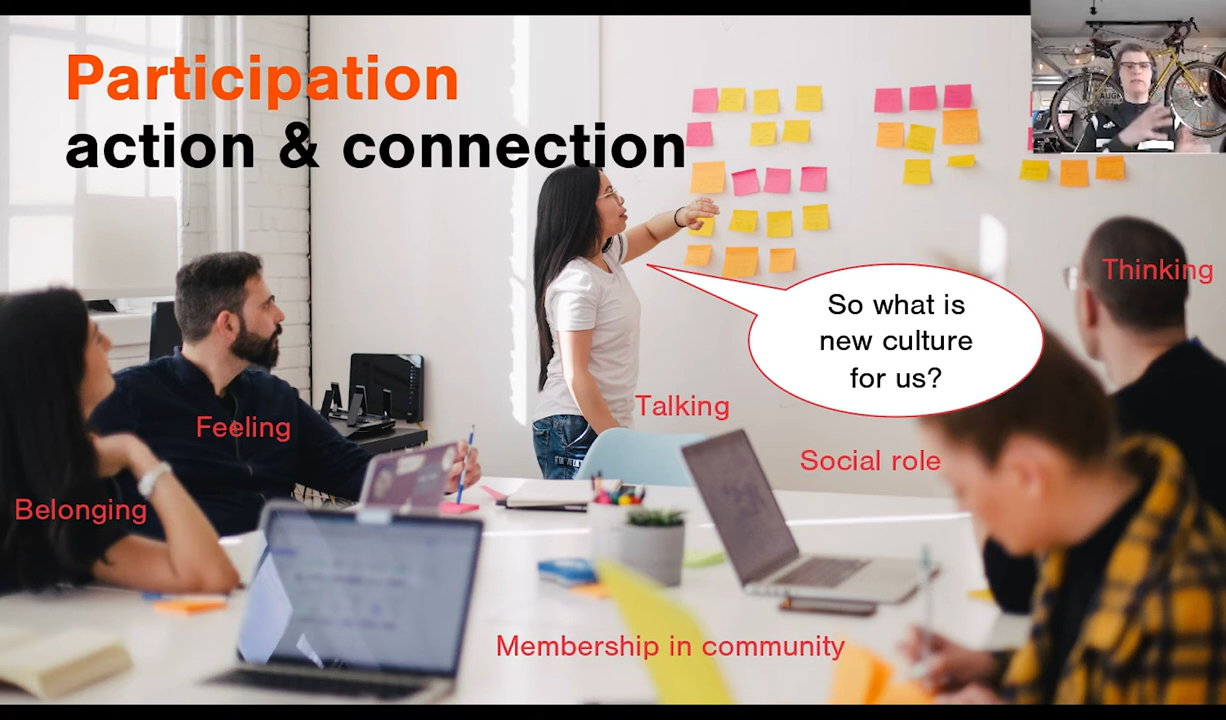 Participation
action & connection
Thinking
So what is
new culture
for us?
Talking
Feeling
Social role
Belonging
Membership in community